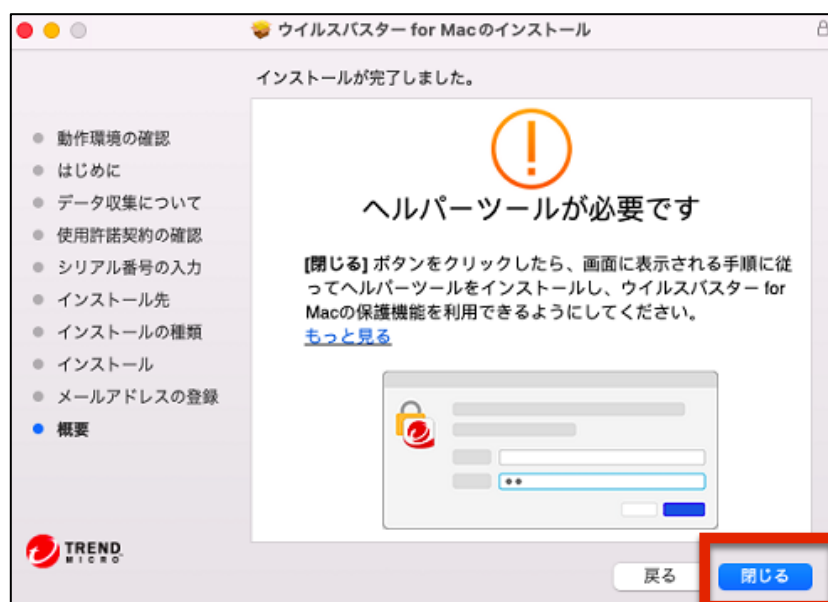 ウイルスバスター for Macのインストール
インストールが完了しました。
動作環境の確認
はじめに
データ収集について
使用許諾契約の確認
シリアル番号の入力
インストール先
インストールの種類
インストール
メールアドレスの登録
概要
ヘルパーツールが必要です
[閉じる] ボタンをクリックしたら、画面に表示される手順に従
ってヘルパーツールをインストールし、ウイルスバスター for
Macの保護機能を利用できるようにしてください。
もっと見る
TREND
MICRO
戻る
閉じる